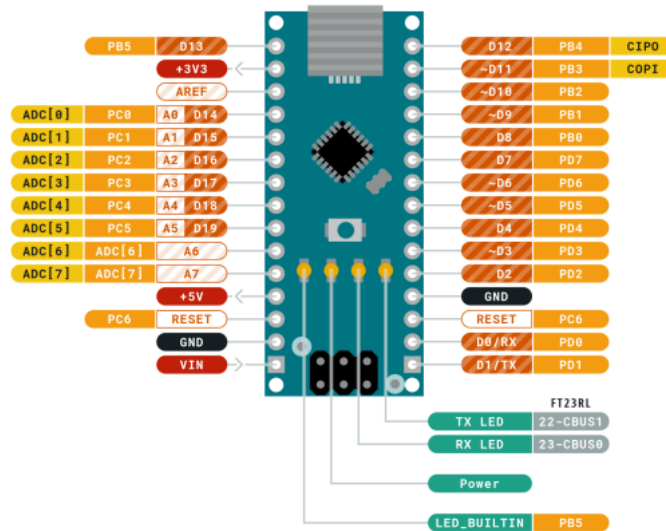 PB5 D13 D12 PB4 CIPO
+3V3 ~D11 PB3 COPI
AREF ~D10 PB2
ADC[0] PC0 A0 D14 ~D9 PB1
ADC[1] PC1 A1 D15 D8 PB0
ADC[2] PC2 A2 D16 D7 PD7
ADC[3] PC3 A3 D17 ~D6 PD6
ADC[4] PC4 A4 D18 ~D5 PD5
ADC[5] PC5 A5 D19 D4 PD4
ADC[6] ADC[6] A6 ~D3 PD3
ADC[7] ADC[7] A7 D2 PD2
+5V GND
PC6 RESET RESET PC6
GND D0/RX PD0
VIN D1/TX PD1
FT23RL
TX LED 22-CBUS1
RX LED 23-CBUS0
Power
LED_BUILTIN PB5